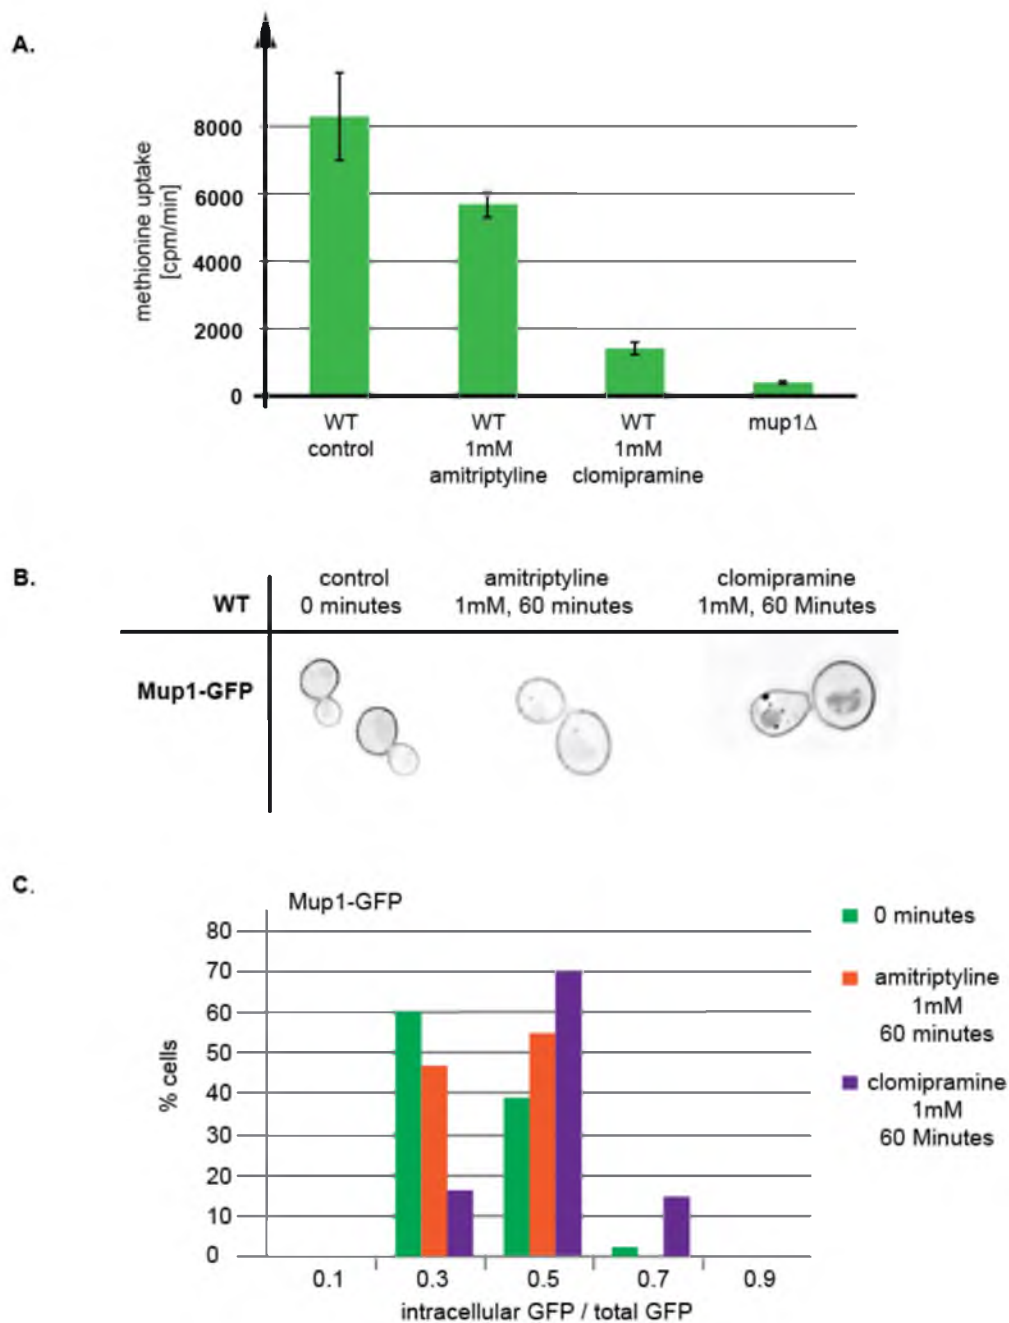 A.
methionine uptake
[cpm/min]
8000
6000
4000
2000
0
WT
control
WT
1mM
amitriptyline
WT
1mM
clomipramine
mup1Δ
B.
WT
control
0 minutes
amitriptyline
1mM, 60 minutes
clomipramine
1mM, 60 Minutes
Mup1-GFP
C.
Mup1-GFP
% cells
80
70
60
50
40
30
20
10
0
0.1
0.3
0.5
0.7
0.9
intracellular GFP / total GFP
0 minutes
amitriptyline
1mM
60 minutes
clomipramine
1mM
60 Minutes